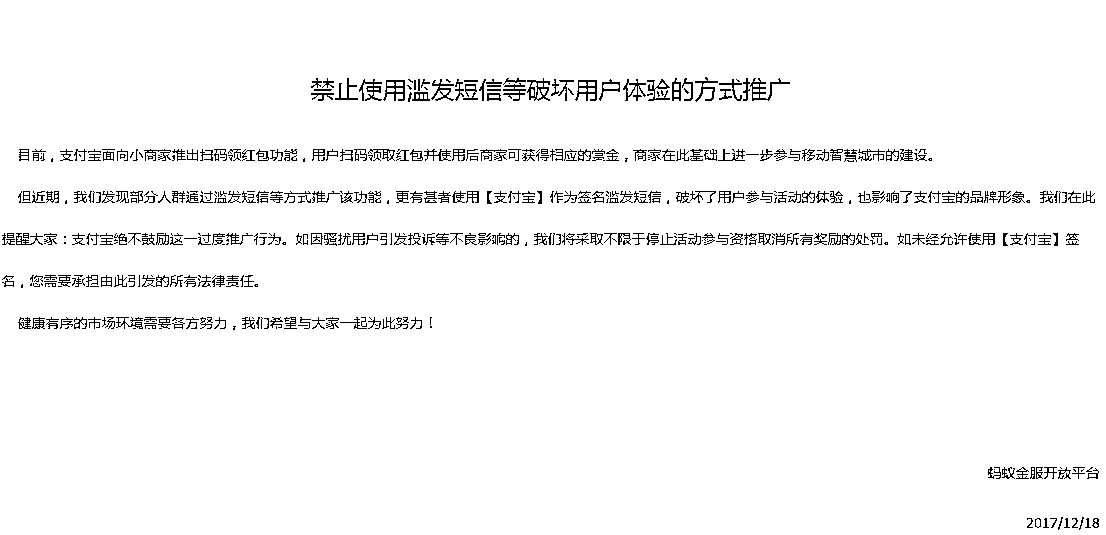 禁止使用滥发短信等破坏用户体验的方式推广
目前，支付宝面向小商家推出扫码领红包功能，用户扫码领取红包并使用后商家可获得相应的赏金，商家在此基础上进一步参与移动智慧城市的建设。
但近期，我们发现部分人群通过滥发短信等方式推广该功能，更有甚者使用【支付宝】作为签名滥发短信，破坏了用户参与活动的体验，也影响了支付宝的品牌形象。我们在此
提醒大家：支付宝绝不鼓励这一过度推广行为。如因骚扰用户引发投诉等不良影响的，我们将采取不限于停止活动参与资格取消所有奖励的处罚。如未经允许使用【支付宝】签
名，您需要承担由此引发的所有法律责任。
健康有序的市场环境需要各方努力，我们希望与大家一起为此努力！
蚂蚁金服开放平台
2017/12/18